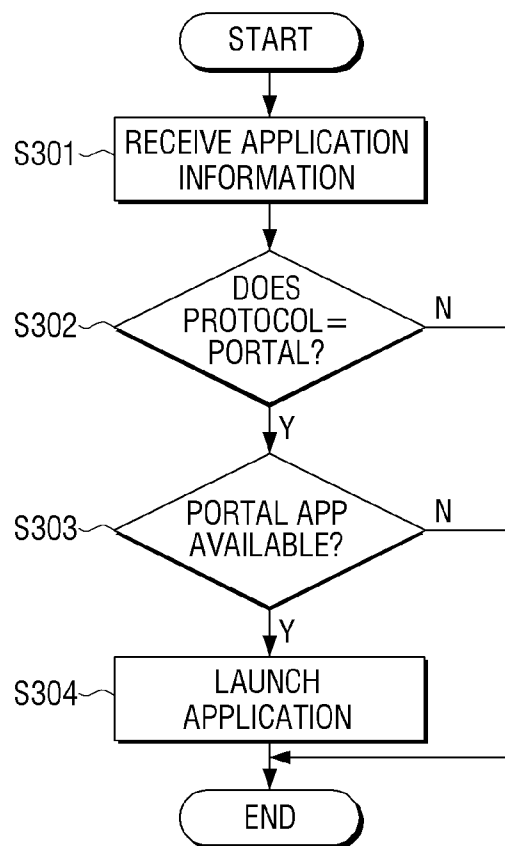 START
S301
RECEIVE APPLICATION
INFORMATION
S302
DOES
PROTOCOL=
PORTAL?
N
Y
S303
PORTAL APP
AVAILABLE?
N
Y
S304
LAUNCH
APPLICATION
END